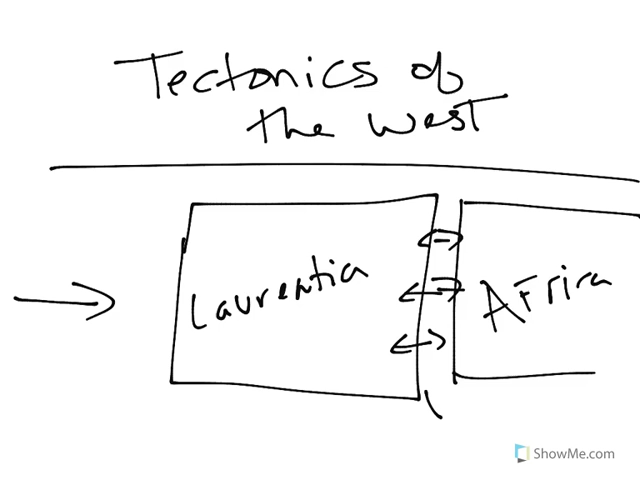 Tectonics of
the west
Laurentia
Africa
ShowMe.com